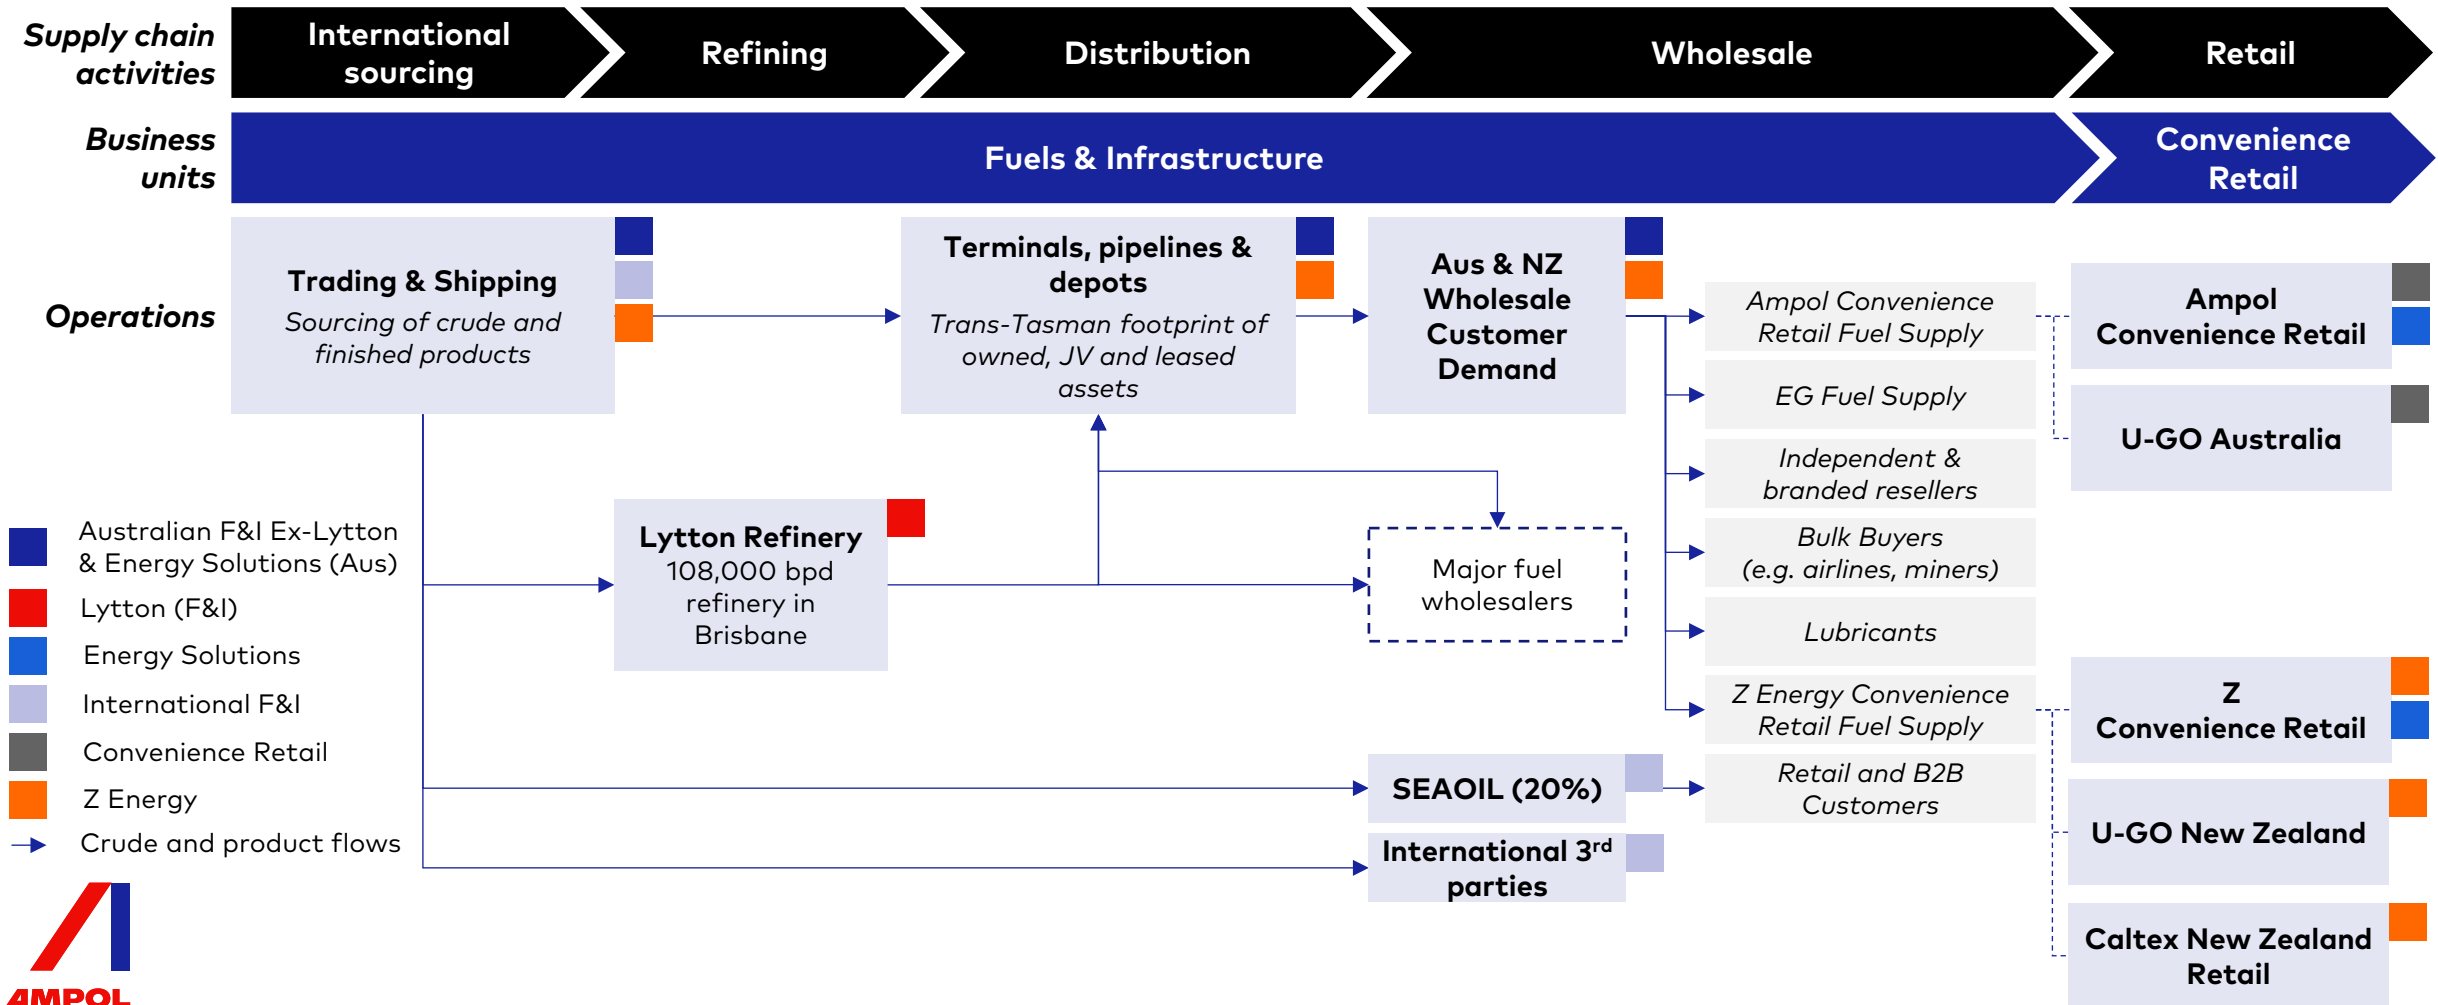 Supply chain
activities
International
sourcing
Refining
Distribution
Wholesale
Retail
Business
units
Fuels & Infrastructure
Convenience
Retail
Operations
Trading & Shipping
Sourcing of crude and
finished products
Terminals, pipelines &
depots
Trans-Tasman footprint of
owned, JV and leased
assets
Aus & NZ
Wholesale
Customer
Demand
Ampol Convenience
Retail Fuel Supply
EG Fuel Supply
Independent &
branded resellers
Bulk Buyers
(e.g. airlines, miners)
Lubricants
Z Energy Convenience
Retail Fuel Supply
Retail and B2B
Customers
Ampol
Convenience Retail
U-GO Australia
Z
Convenience Retail
U-GO New Zealand
Caltex New Zealand
Retail
Lytton Refinery
108,000 bpd
refinery in
Brisbane
Major fuel
wholesalers
SEAOIL (20%)
International 3rd
parties
Australian F&I Ex-Lytton
& Energy Solutions (Aus)
Lytton (F&I)
Energy Solutions
International F&I
Convenience Retail
Z Energy
Crude and product flows
AMPOL